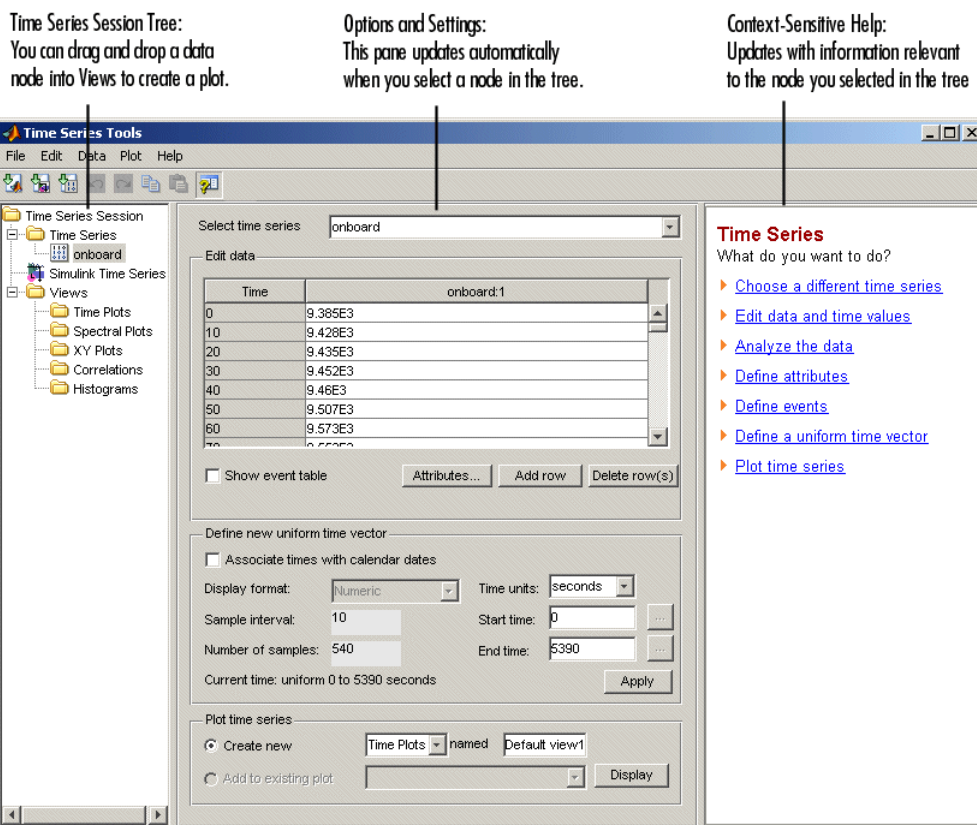 Time Series Session Tree:
You can drag and drop a data
node into Views to create a plot.
Options and Settings:
This pane updates automatically
when you select a node in the tree.
Context-Sensitive Help:
Updates with information relevant
to the node you selected in the tree
Time Series Tools
File Edit Data Plot Help
Time Series Session
Time Series
onboard
Simulink Time Series
Views
Time Plots
Spectral Plots
XY Plots
Correlations
Histograms
Select time series onboard
Edit data
Time onboard:1
0 9.385E3
10 9.428E3
20 9.435E3
30 9.452E3
40 9.46E3
50 9.507E3
60 9.573E3
Show event table Attributes... Add row Delete row(s)
Define new uniform time vector
Associate times with calendar dates
Display format: Numeric Time units: seconds
Sample interval: 10 Start time: 0 ...
Number of samples: 540 End time: 5390 ...
Current time: uniform 0 to 5390 seconds Apply
Plot time series
Create new Time Plots named Default view1
Add to existing plot Display
Time Series
What do you want to do?
Choose a different time series
Edit data and time values
Analyze the data
Define attributes
Define events
Define a uniform time vector
Plot time series